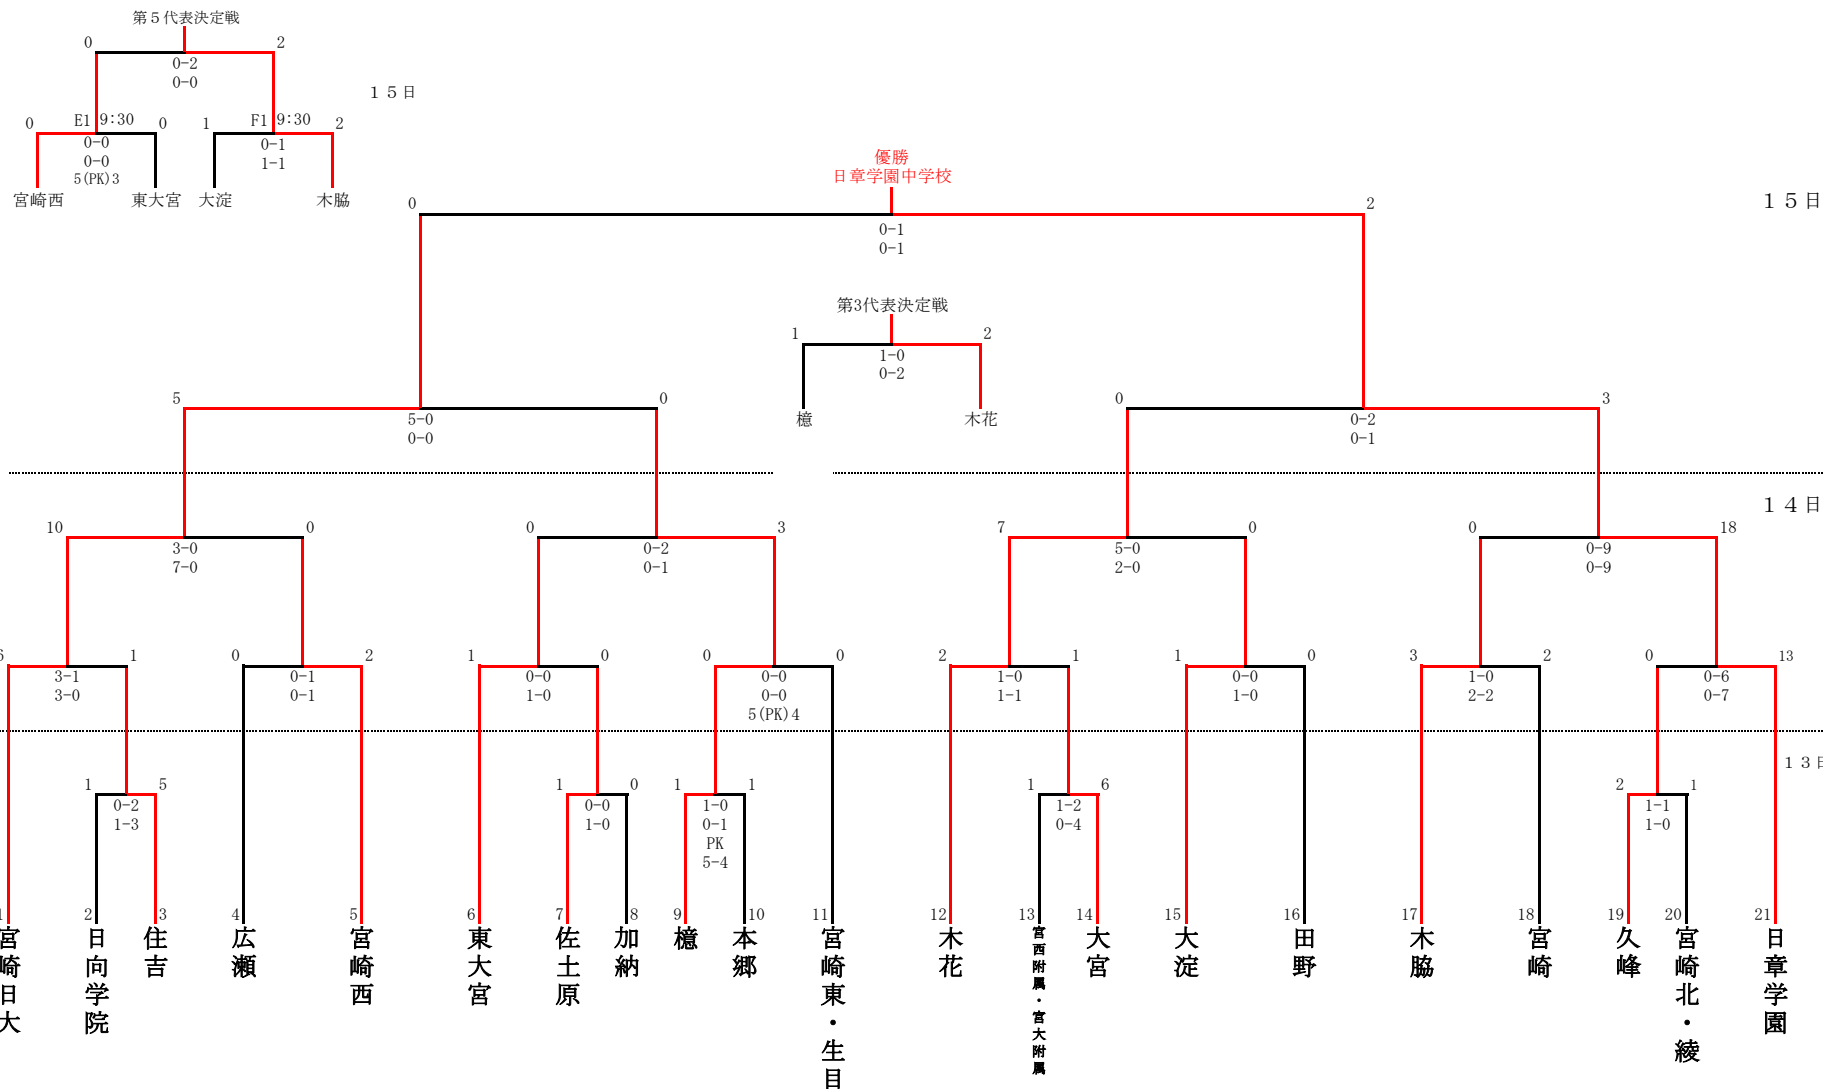 第５代表決定戦
0 2
0-2
0-0
１５日
0 E1 9:30 0 1 F1 9:30 2
0-0
0-0
5(PK)3
0-1
1-1
宮崎西 東大宮 大淀 木脇
優勝
日章学園中学校
0 2
１５日
0-1
0-1
第3代表決定戦
1 2
1-0
0-2
檍 木花
5 0 0 3
5-0
0-0
0-2
0-1
１４日
10 0 0 3 7 0 0 18
3-0
7-0
0-2
0-1
5-0
2-0
0-9
0-9
6 1 0 2 1 0 0 0 2 1 1 0 3 2 0 13
3-1
3-0
0-1
0-1
0-0
1-0
0-0
0-0
5(PK)4
1-0
1-1
0-0
1-0
1-0
2-2
0-6
0-7
１３日
1 5 1 0 1 1 1 6 2 1
0-2
1-3
0-0
1-0
1-0
0-1
PK
5-4
1-2
0-4
1-1
1-0
1 2 3 4 5 6 7 8 9 10 11 12 13 14 15 16 17 18 19 20 21
宮崎日大
日向学院
住吉
広瀬
宮崎西
東大宮
佐土原
加納
檍
本郷
宮崎東・生目
木花
宮西附属・宮大附属
大宮
大淀
田野
木脇
宮崎
久峰
宮崎北・綾
日章学園